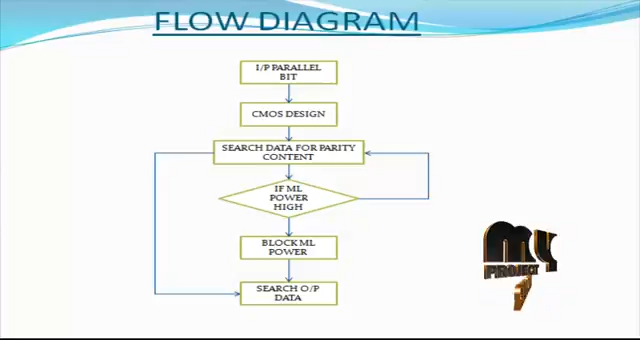 FLOW DIAGRAM
I/P PARALLEL
BIT
CMOS DESIGN
SEARCH DATA FOR PARITY
CONTENT
IF ML
POWER
HIGH
BLOCK ML
POWER
SEARCH O/P
DATA
my
PROJECT